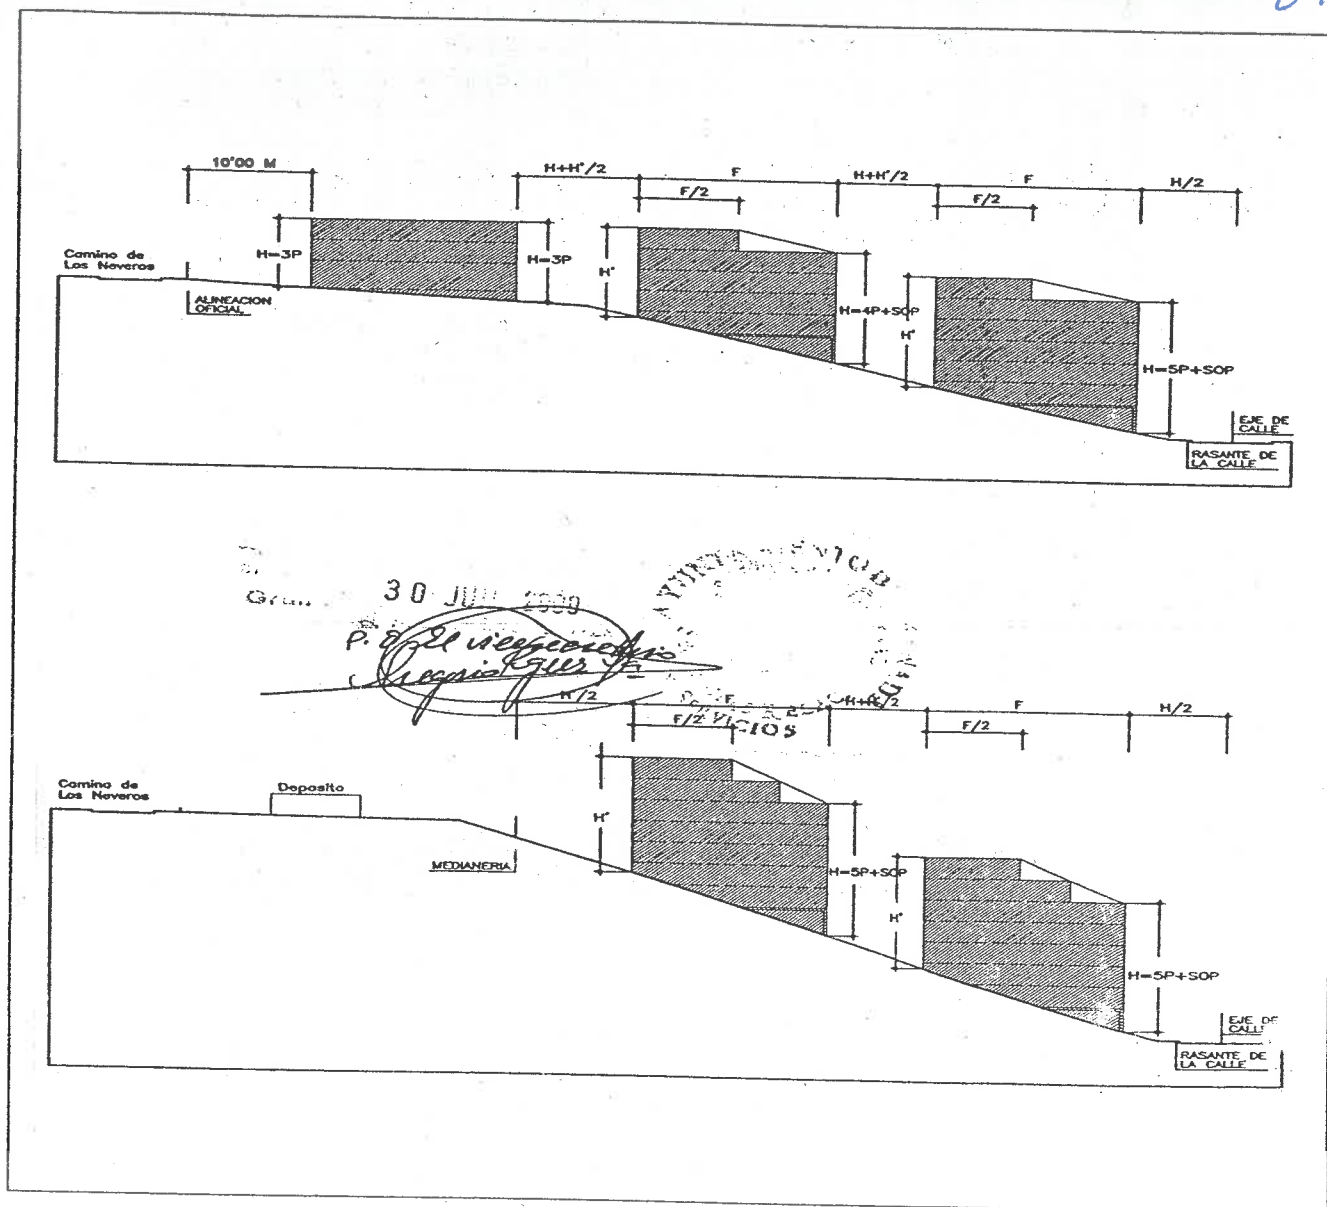 10'00 M
H+H'/2
F
H+H'/2
F
H/2
F/2
F/2
H=3P
H=3P
H'
H=4P+SOP
H'
H=5P+SOP
Camino de
Los Neveros
ALINEACION
OFICIAL
EJE DE
CALLE
RASANTE DE
LA CALLE
30 JUN 2000
P.
H'/2
F
F
H/2
F/2
F/2
Camino de
Los Neveros
Deposito
H'
MEDIANERIA
H=5P+SOP
H'
H=5P+SOP
EJE DE
RASANTE DE
LA CALLE